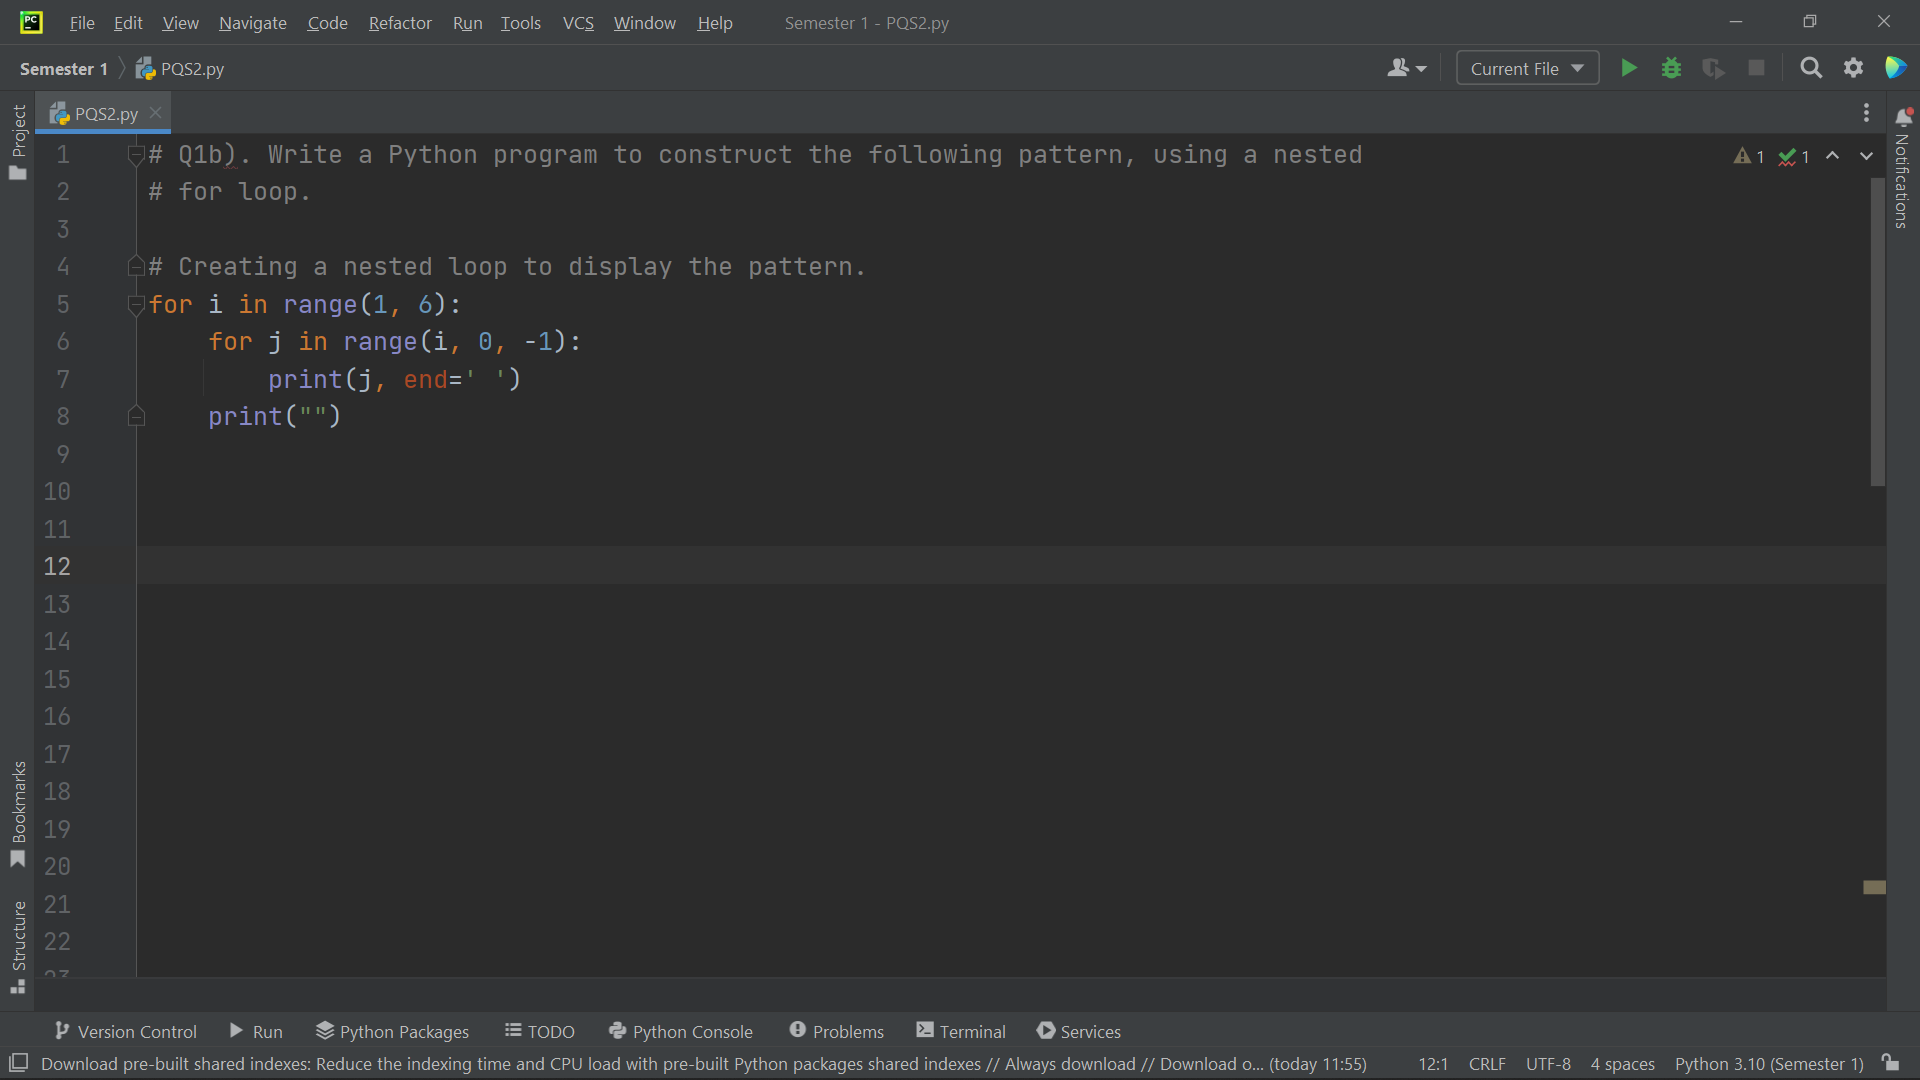 PC File Edit View Navigate Code Refactor Run Tools VCS Window Help Semester 1 - PQS2.py
Semester 1 PQS2.py Current File
PQS2.py
Project
Notifications
1 # Q1b). Write a Python program to construct the following pattern, using a nested 1 1
2 # for loop.
3
4 # Creating a nested loop to display the pattern.
5 for i in range(1, 6):
6     for j in range(i, 0, -1):
7         print(j, end=' ')
8     print("")
9
10
11
12
13
14
15
16
17
18
19
20
21
22
23
Bookmarks
Structure
Version Control Run Python Packages TODO Python Console Problems Terminal Services
Download pre-built shared indexes: Reduce the indexing time and CPU load with pre-built Python packages shared indexes // Always download // Download o... (today 11:55) 12:1 CRLF UTF-8 4 spaces Python 3.10 (Semester 1)